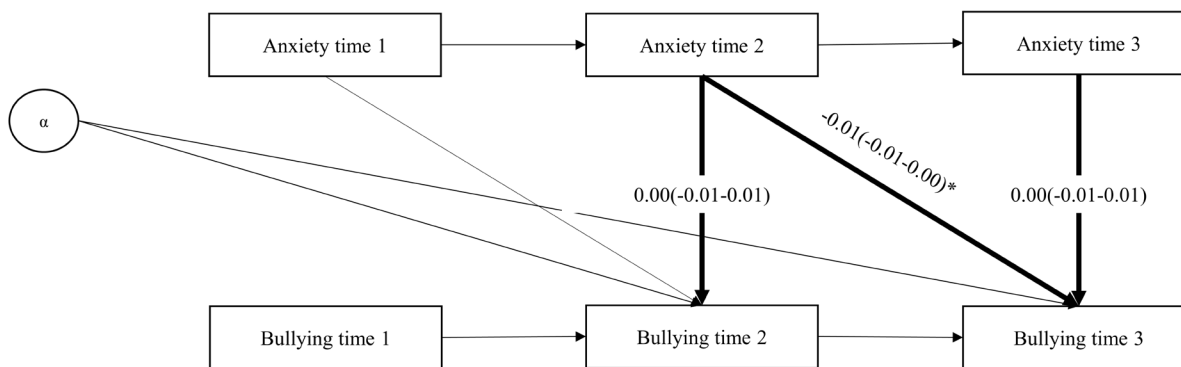 Anxiety time 1
Anxiety time 2
Anxiety time 3
α
-0.01(-0.01-0.00)*
0.00(-0.01-0.01)
0.00(-0.01-0.01)
Bullying time 1
Bullying time 2
Bullying time 3